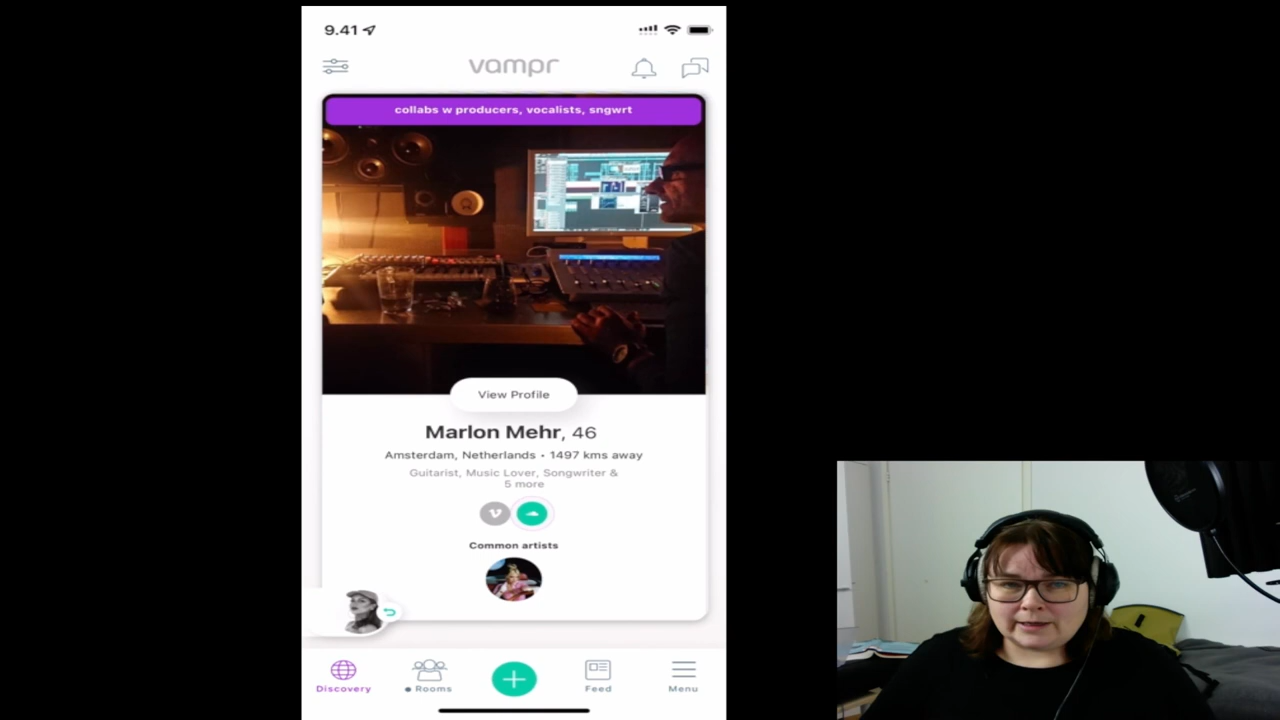 9.41
vampr
collabs w producers, vocalists, sngwrt
View Profile
Marlon Mehr, 46
Amsterdam, Netherlands • 1497 kms away
Guitarist, Music Lover, Songwriter &
5 more
Common artists
Discovery
Rooms
Feed
Menu